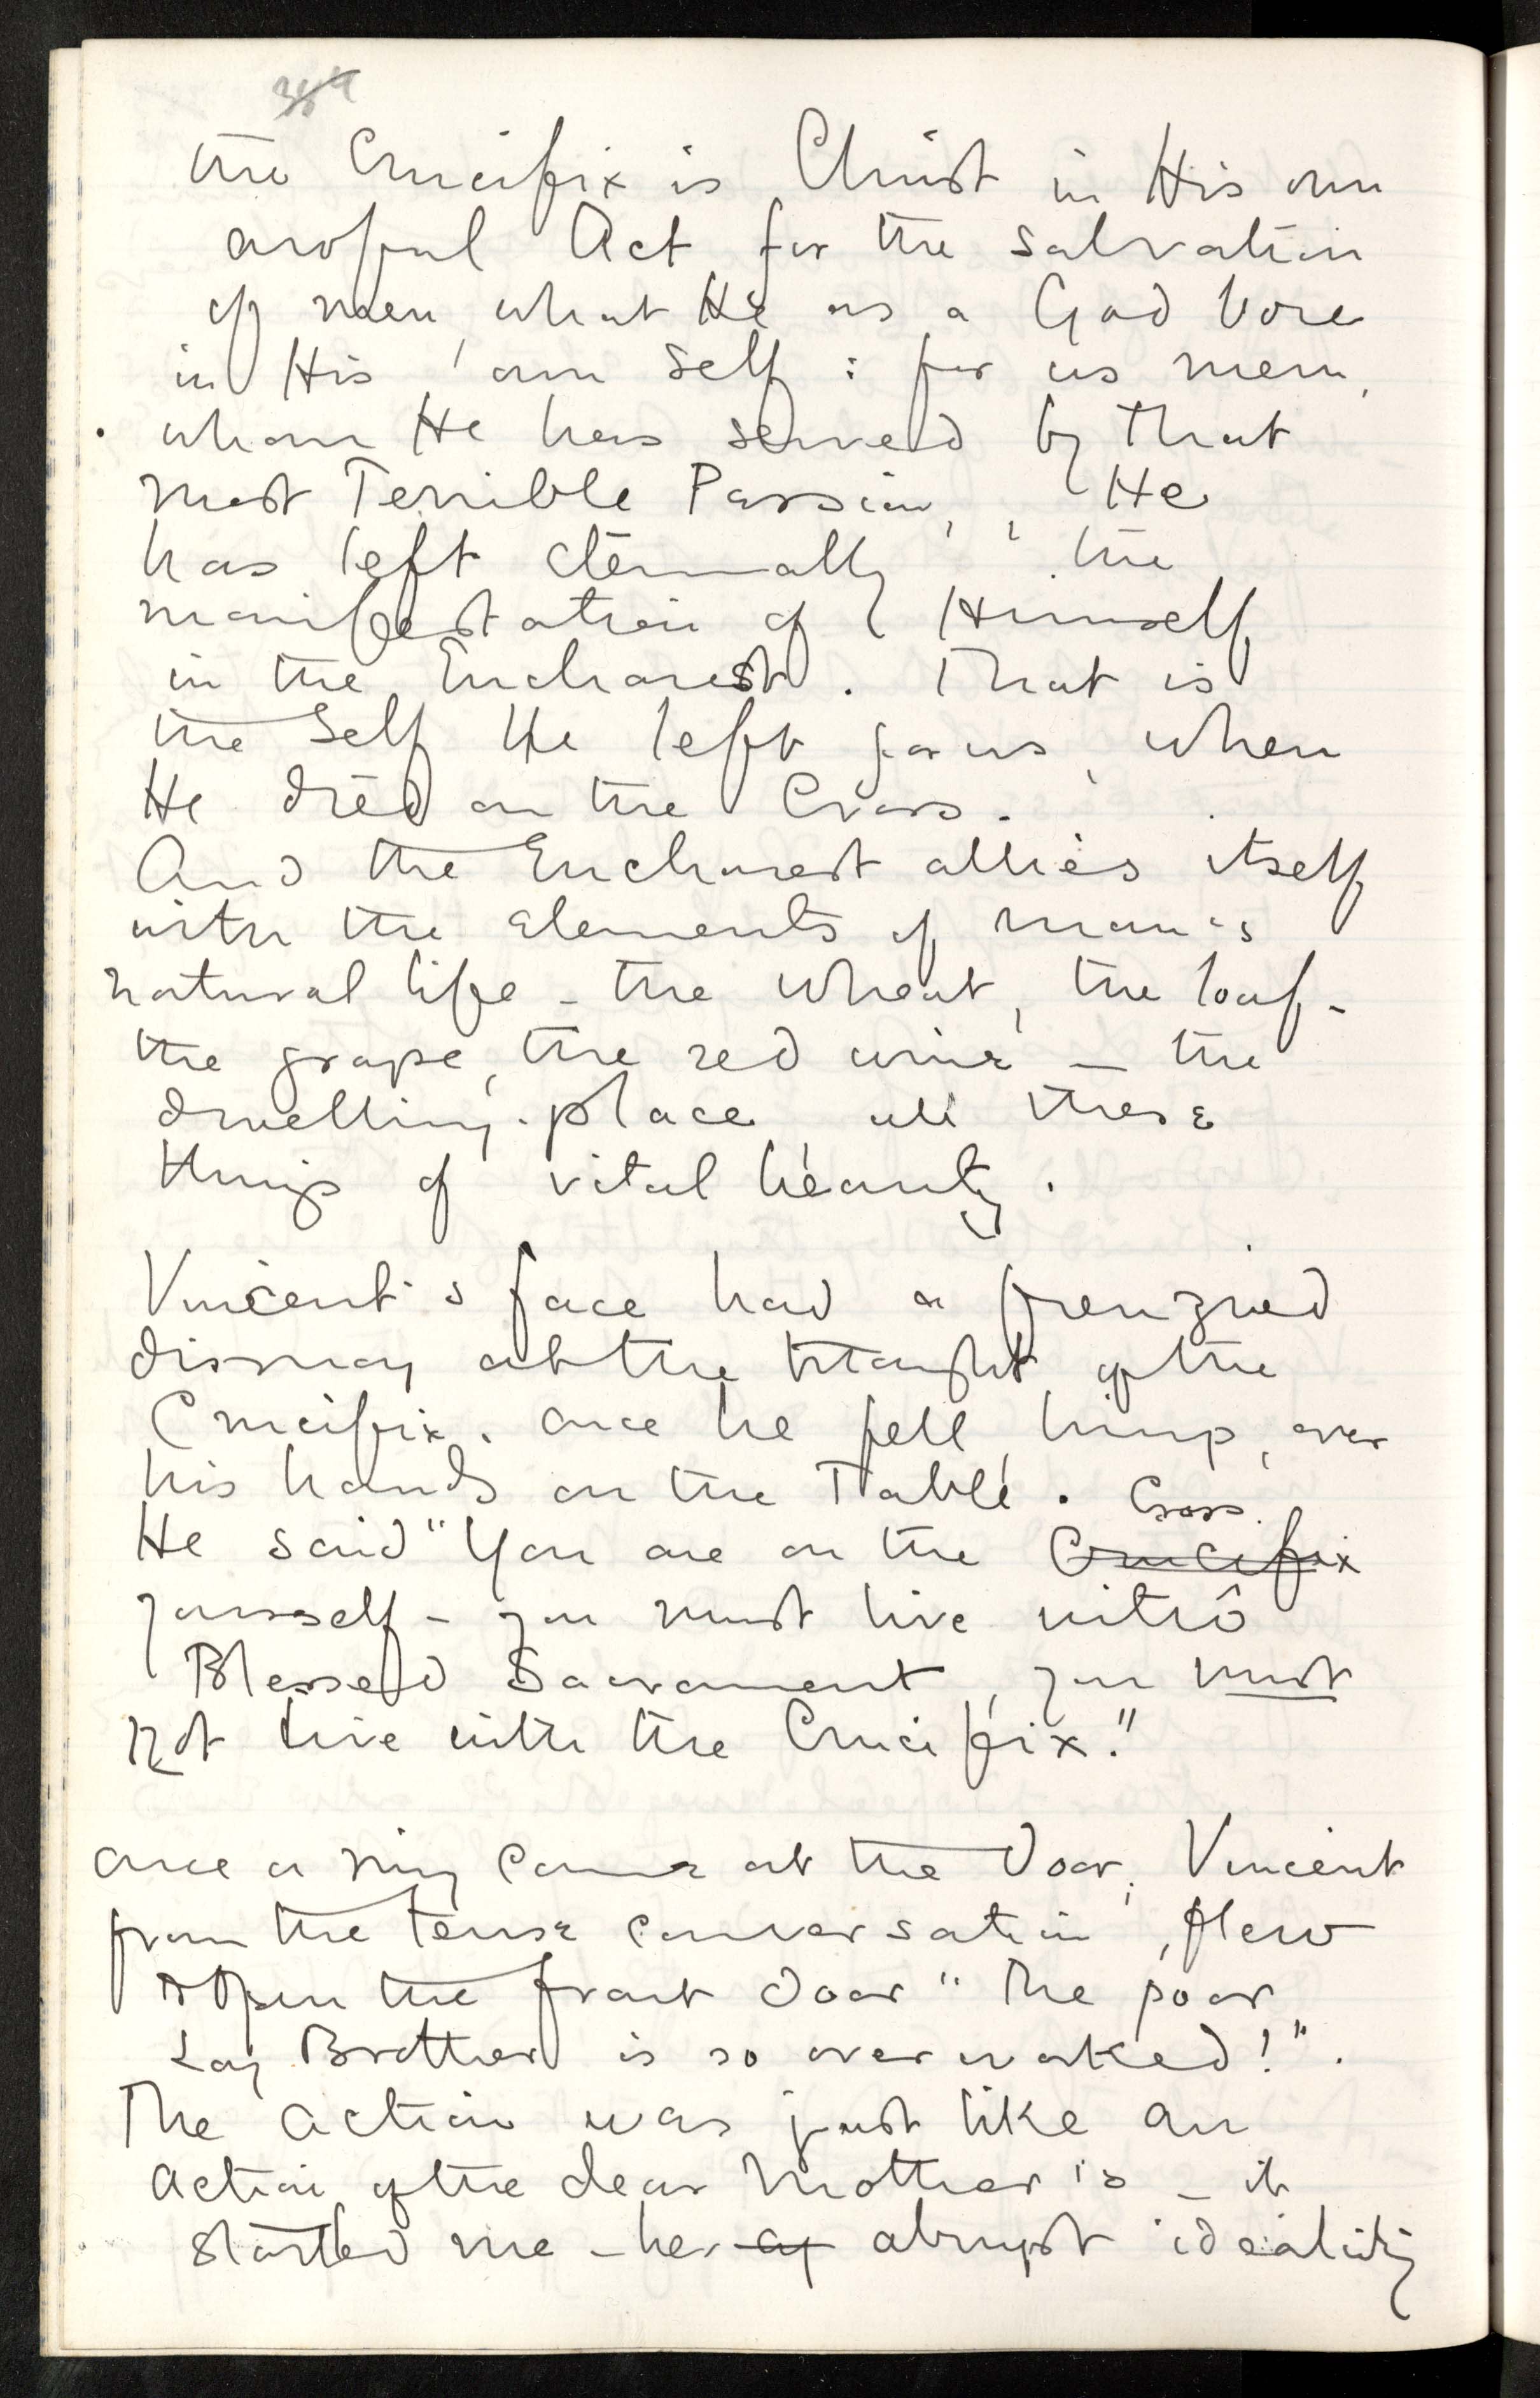 the Crucifix is Christ in His own
awful Act for the Salvation
of men, what He as a God bore
in His own Self : for us men,
whom He has served by that
most Terrible Passion, He
has left eternally the
manifestation of Himself
in the Eucharist. That is
the Self He left for us, when
He died on the Cross.
And the Eucharist allies itself
with the elements of man's
natural life - the wheat, the loaf -
the grape, the red wine - the
dwelling-place, all these
things of vital beauty.
Vincent's face had a frenzied
dismay at the thought of the
Crucifix. Once he fell, limp, over
his hands on the Table.
He said "You are on the Crucifix Cross
yourself - you must live with
Blessed Sacrament, you must
not live with the Crucifix."
Once a ring came at the Door, Vincent
from the tense conversation, flew
open the front door "The poor
Lay Brother is so overworked!".
The action was just like an
action of the dear Mother's - it
startled me - her abrupt ideality